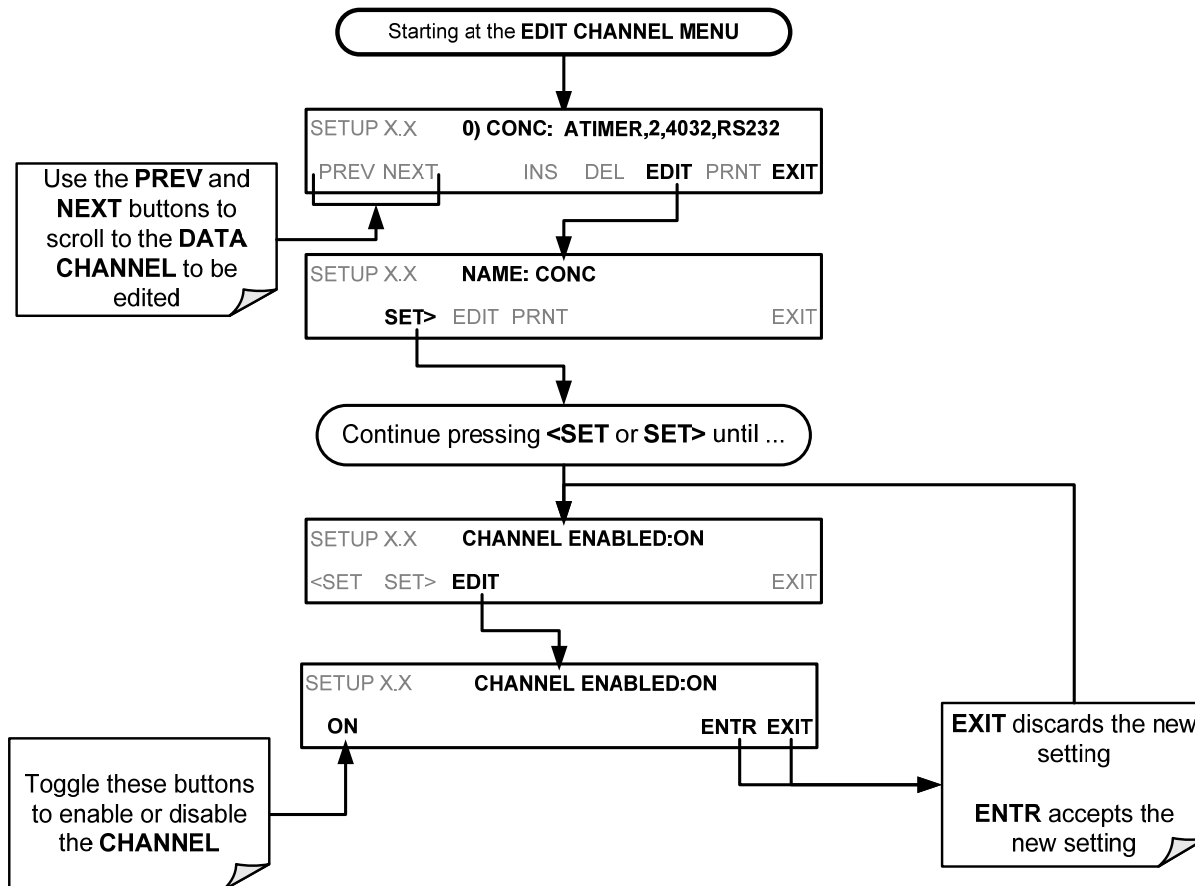 Starting at the EDIT CHANNEL MENU
SETUP X.X 0) CONC: ATIMER,2,4032,RS232
PREV NEXT INS DEL EDIT PRNT EXIT
Use the PREV and
NEXT buttons to
scroll to the DATA
CHANNEL to be
edited
SETUP X.X NAME: CONC
SET> EDIT PRNT EXIT
Continue pressing <SET or SET> until ...
SETUP X.X CHANNEL ENABLED:ON
<SET SET> EDIT EXIT
SETUP X.X CHANNEL ENABLED:ON
ON ENTR EXIT
Toggle these buttons
to enable or disable
the CHANNEL
EXIT discards the new
setting
ENTR accepts the
new setting